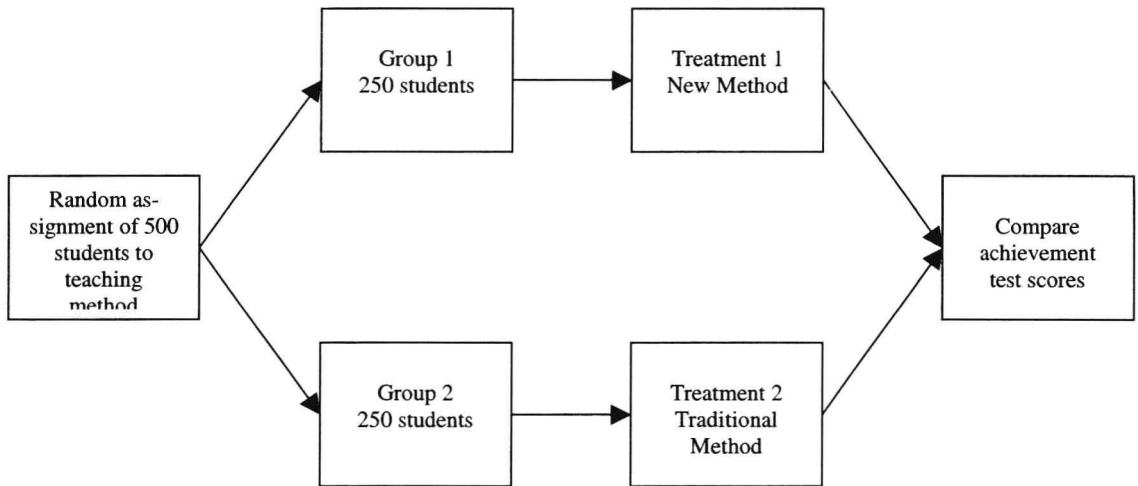 Group 1
250 students
Treatment 1
New Method
Random as-
signment of 500
students to
teaching
method
Compare
achievement
test scores
Group 2
250 students
Treatment 2
Traditional
Method